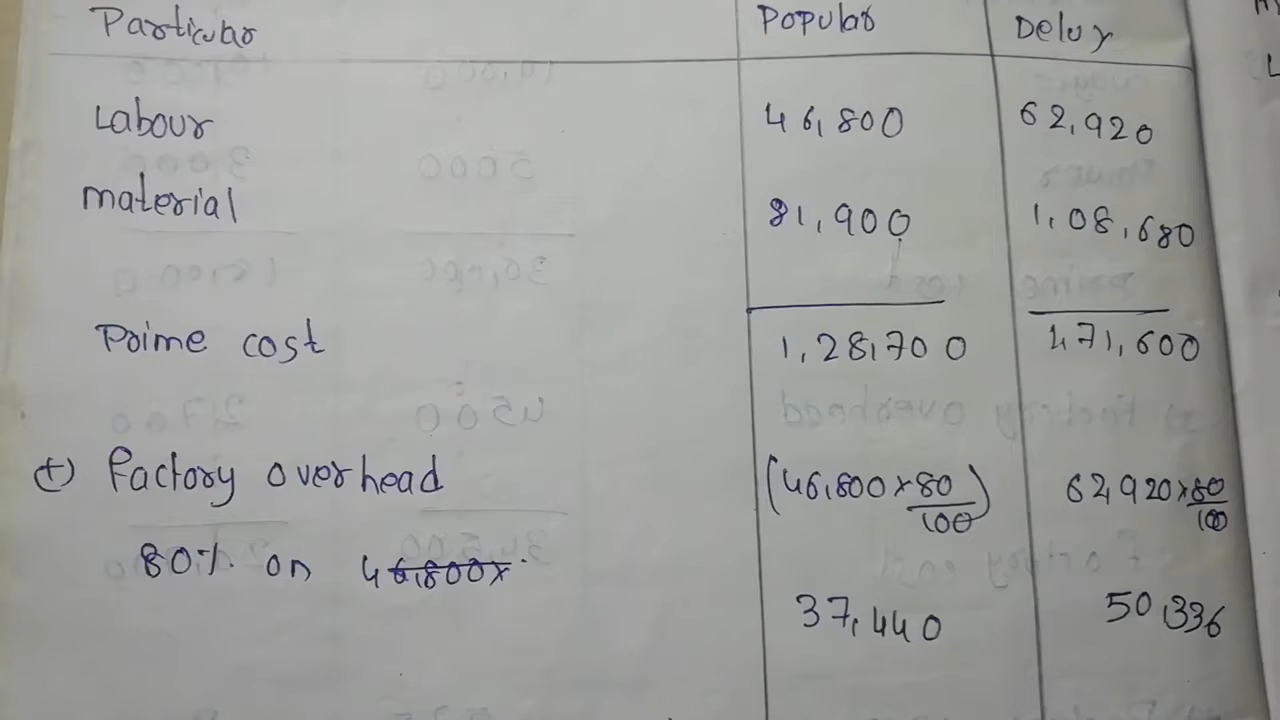 Particular Popular Delux
Labour 46,800 62,920
material 81,900 1,08,680
Prime cost 1,28,700 1,71,600
(+) factory overhead (46,800 x 80/100) 62,920 x 80/100
80% on 46,800x
37,440 50,336